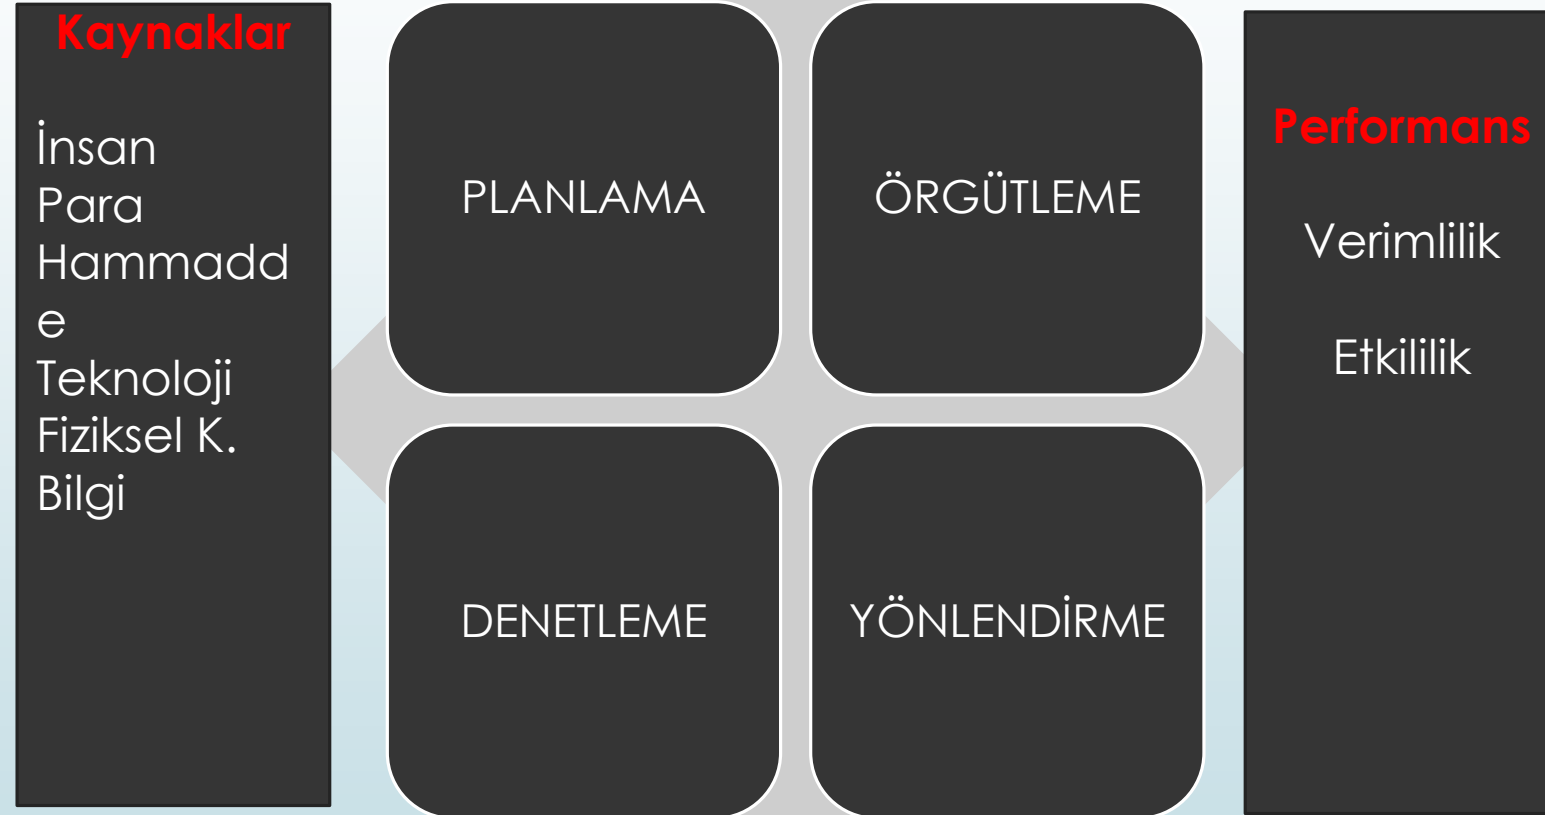 Kaynaklar
İnsan
Para
Hammadd
e
Teknoloji
Fiziksel K.
Bilgi
PLANLAMA
ÖRGÜTLEME
DENETLEME
YÖNLENDİRME
Performans
Verimlilik
Etkililik